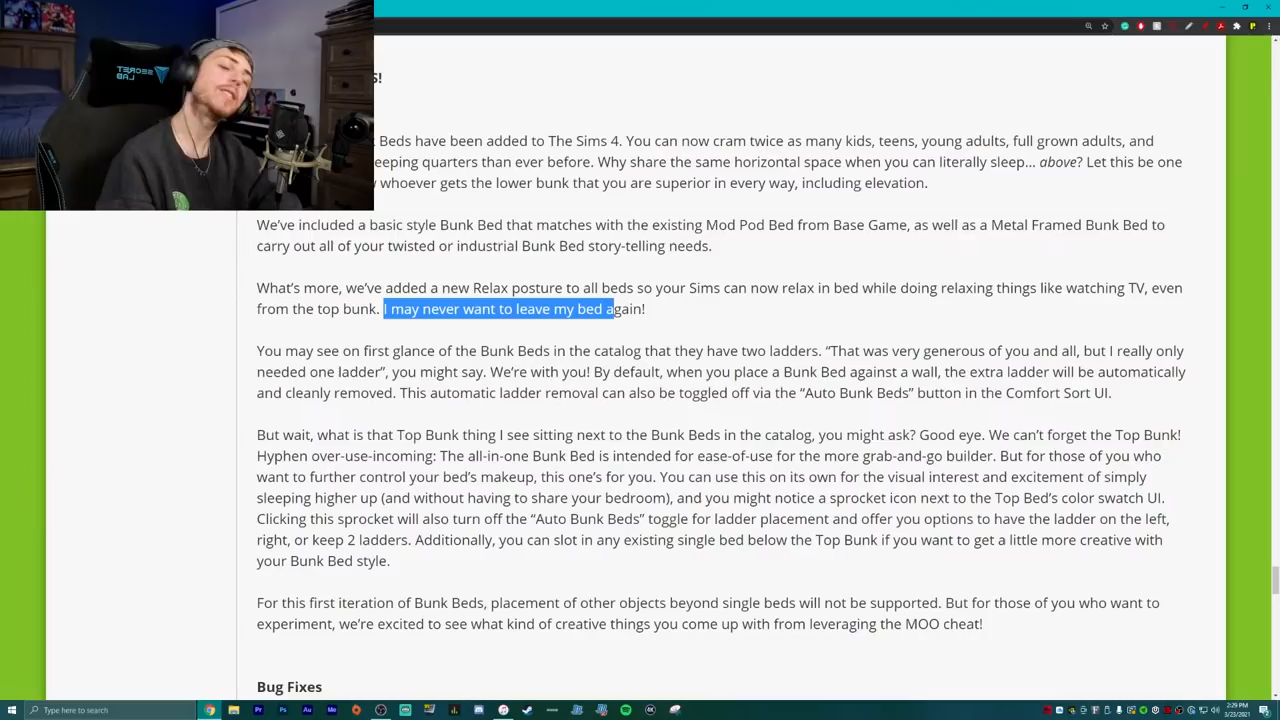 S!
Beds have been added to The Sims 4. You can now cram twice as many kids, teens, young adults, full grown adults, and
eeping quarters than ever before. Why share the same horizontal space when you can literally sleep... above? Let this be one
whoever gets the lower bunk that you are superior in every way, including elevation.
We've included a basic style Bunk Bed that matches with the existing Mod Pod Bed from Base Game, as well as a Metal Framed Bunk Bed to
carry out all of your twisted or industrial Bunk Bed story-telling needs.
What's more, we've added a new Relax posture to all beds so your Sims can now relax in bed while doing relaxing things like watching TV, even
from the top bunk. I may never want to leave my bed again!
You may see on first glance of the Bunk Beds in the catalog that they have two ladders. “That was very generous of you and all, but I really only
needed one ladder”, you might say. We're with you! By default, when you place a Bunk Bed against a wall, the extra ladder will be automatically
and cleanly removed. This automatic ladder removal can also be toggled off via the “Auto Bunk Beds” button in the Comfort Sort UI.
But wait, what is that Top Bunk thing I see sitting next to the Bunk Beds in the catalog, you might ask? Good eye. We can't forget the Top Bunk!
Hyphen over-use-incoming: The all-in-one Bunk Bed is intended for ease-of-use for the more grab-and-go builder. But for those of you who
want to further control your bed's makeup, this one's for you. You can use this on its own for the visual interest and excitement of simply
sleeping higher up (and without having to share your bedroom), and you might notice a sprocket icon next to the Top Bed's color swatch UI.
Clicking this sprocket will also turn off the “Auto Bunk Beds” toggle for ladder placement and offer you options to have the ladder on the left,
right, or keep 2 ladders. Additionally, you can slot in any existing single bed below the Top Bunk if you want to get a little more creative with
your Bunk Bed style.
For this first iteration of Bunk Beds, placement of other objects beyond single beds will not be supported. But for those of you who want to
experiment, we're excited to see what kind of creative things you come up with from leveraging the MOO cheat!
Bug Fixes
Type here to search
2:29 PM
3/23/2021